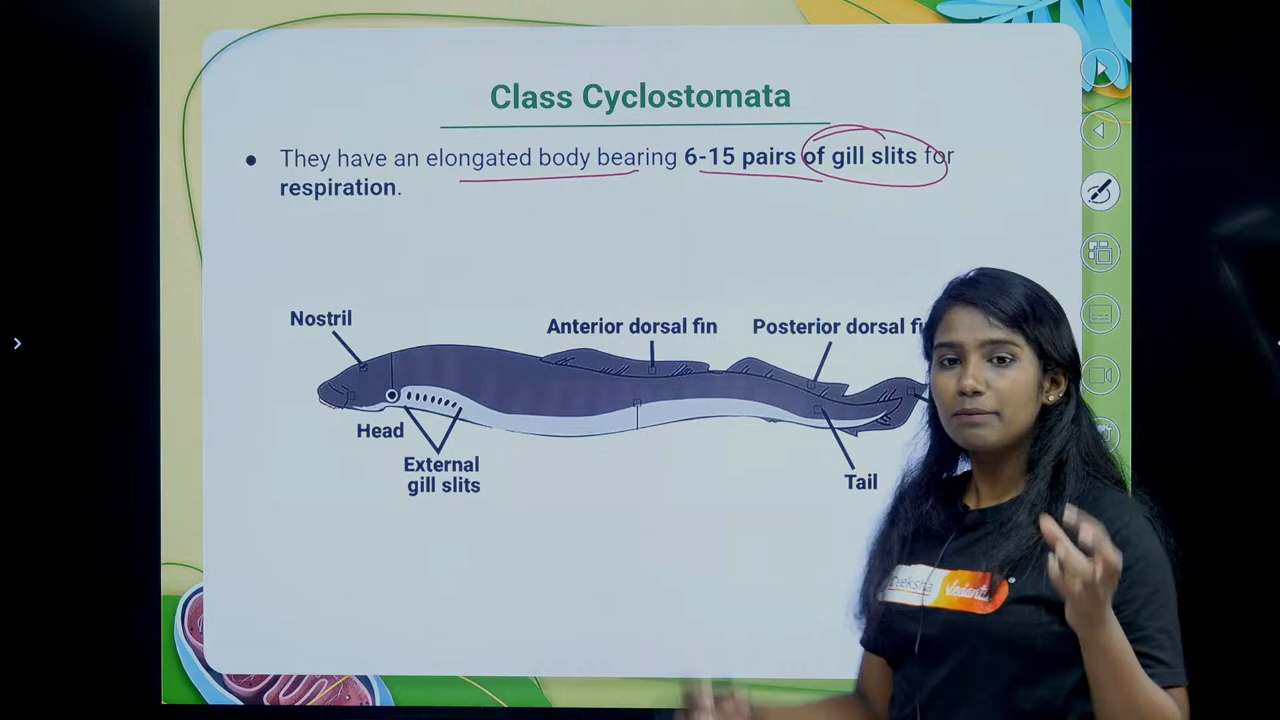 Class Cyclostomata
• They have an elongated body bearing 6-15 pairs of gill slits for
respiration.
Nostril
Anterior dorsal fin
Posterior dorsal
Head
External
gill slits
Tail
Vedantu